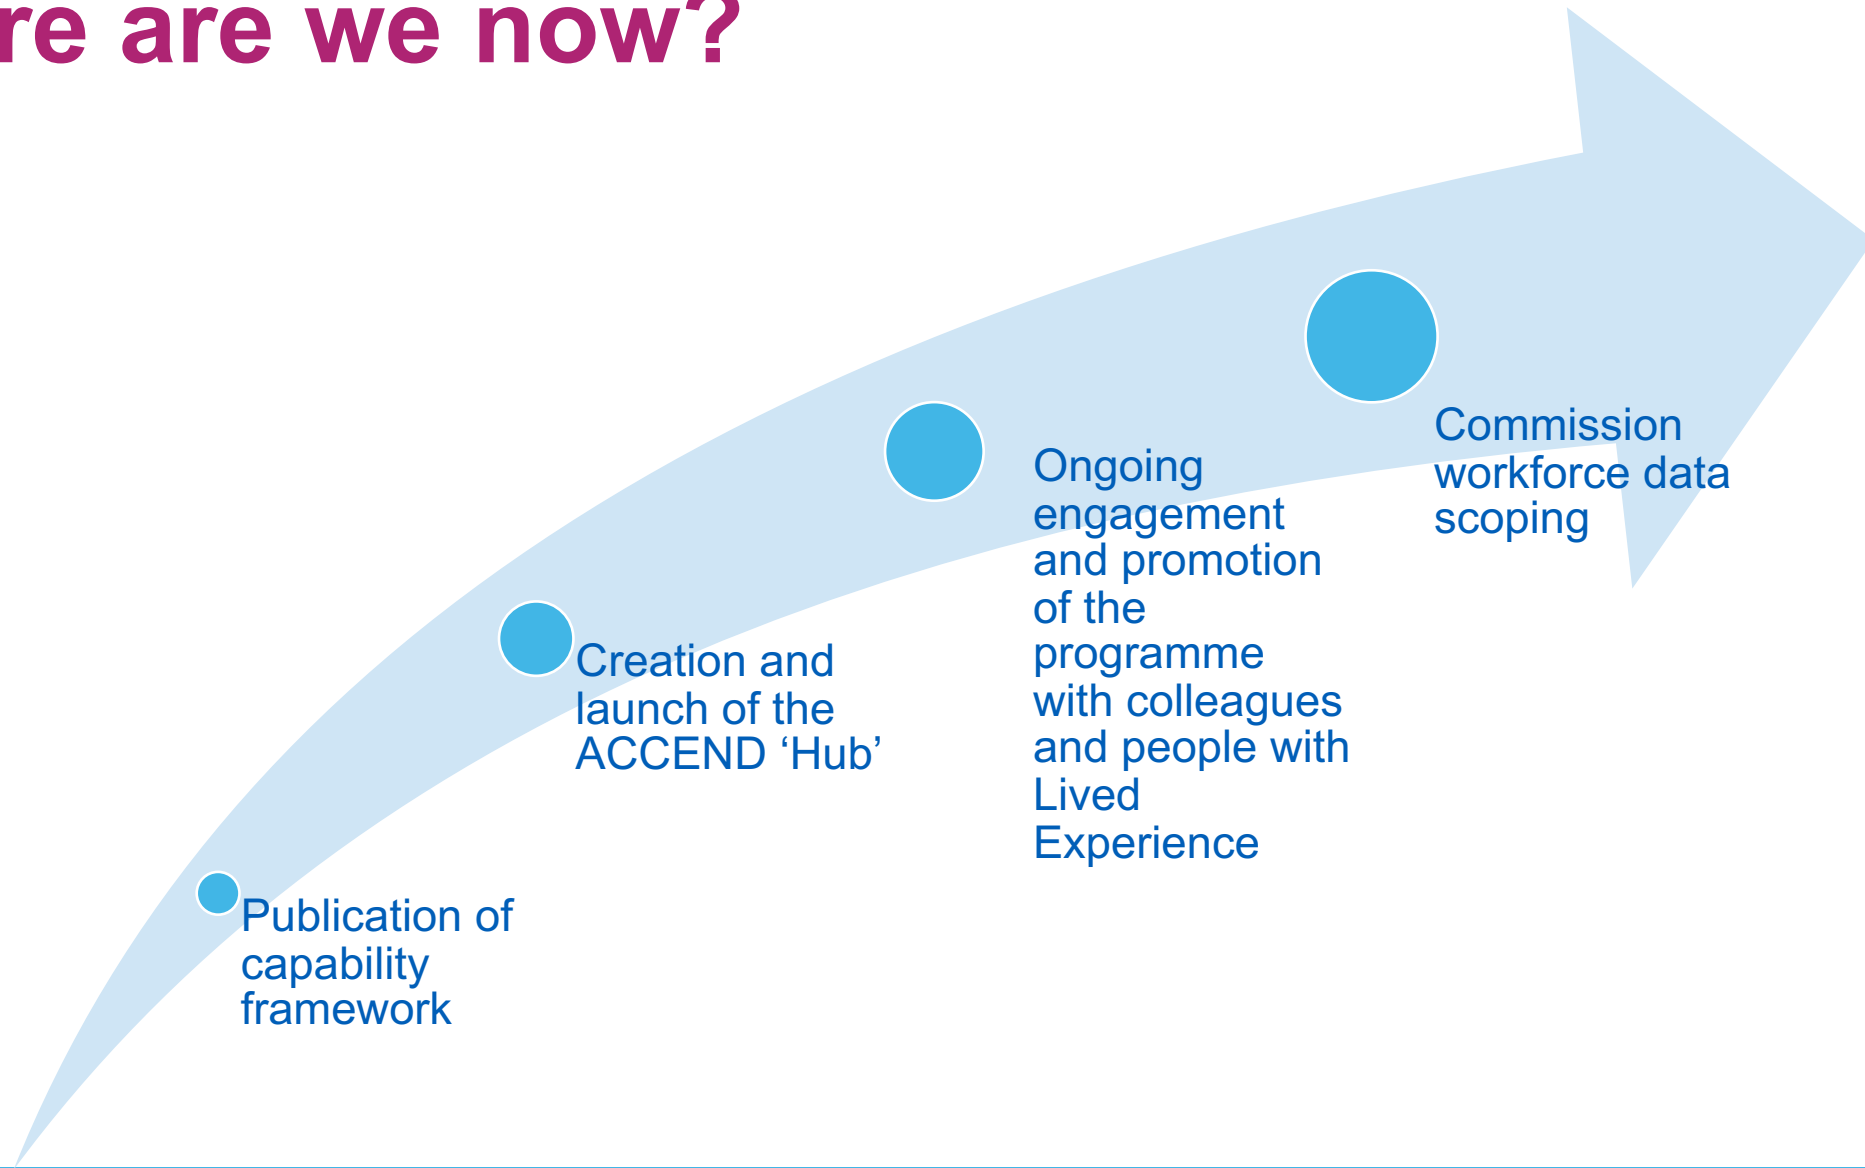 re are we now?
Commission
workforce data
scoping
Ongoing
engagement
and promotion
of the
programme
with colleagues
and people with
Lived
Experience
Creation and
launch of the
ACCEND ‘Hub’
Publication of
capability
framework